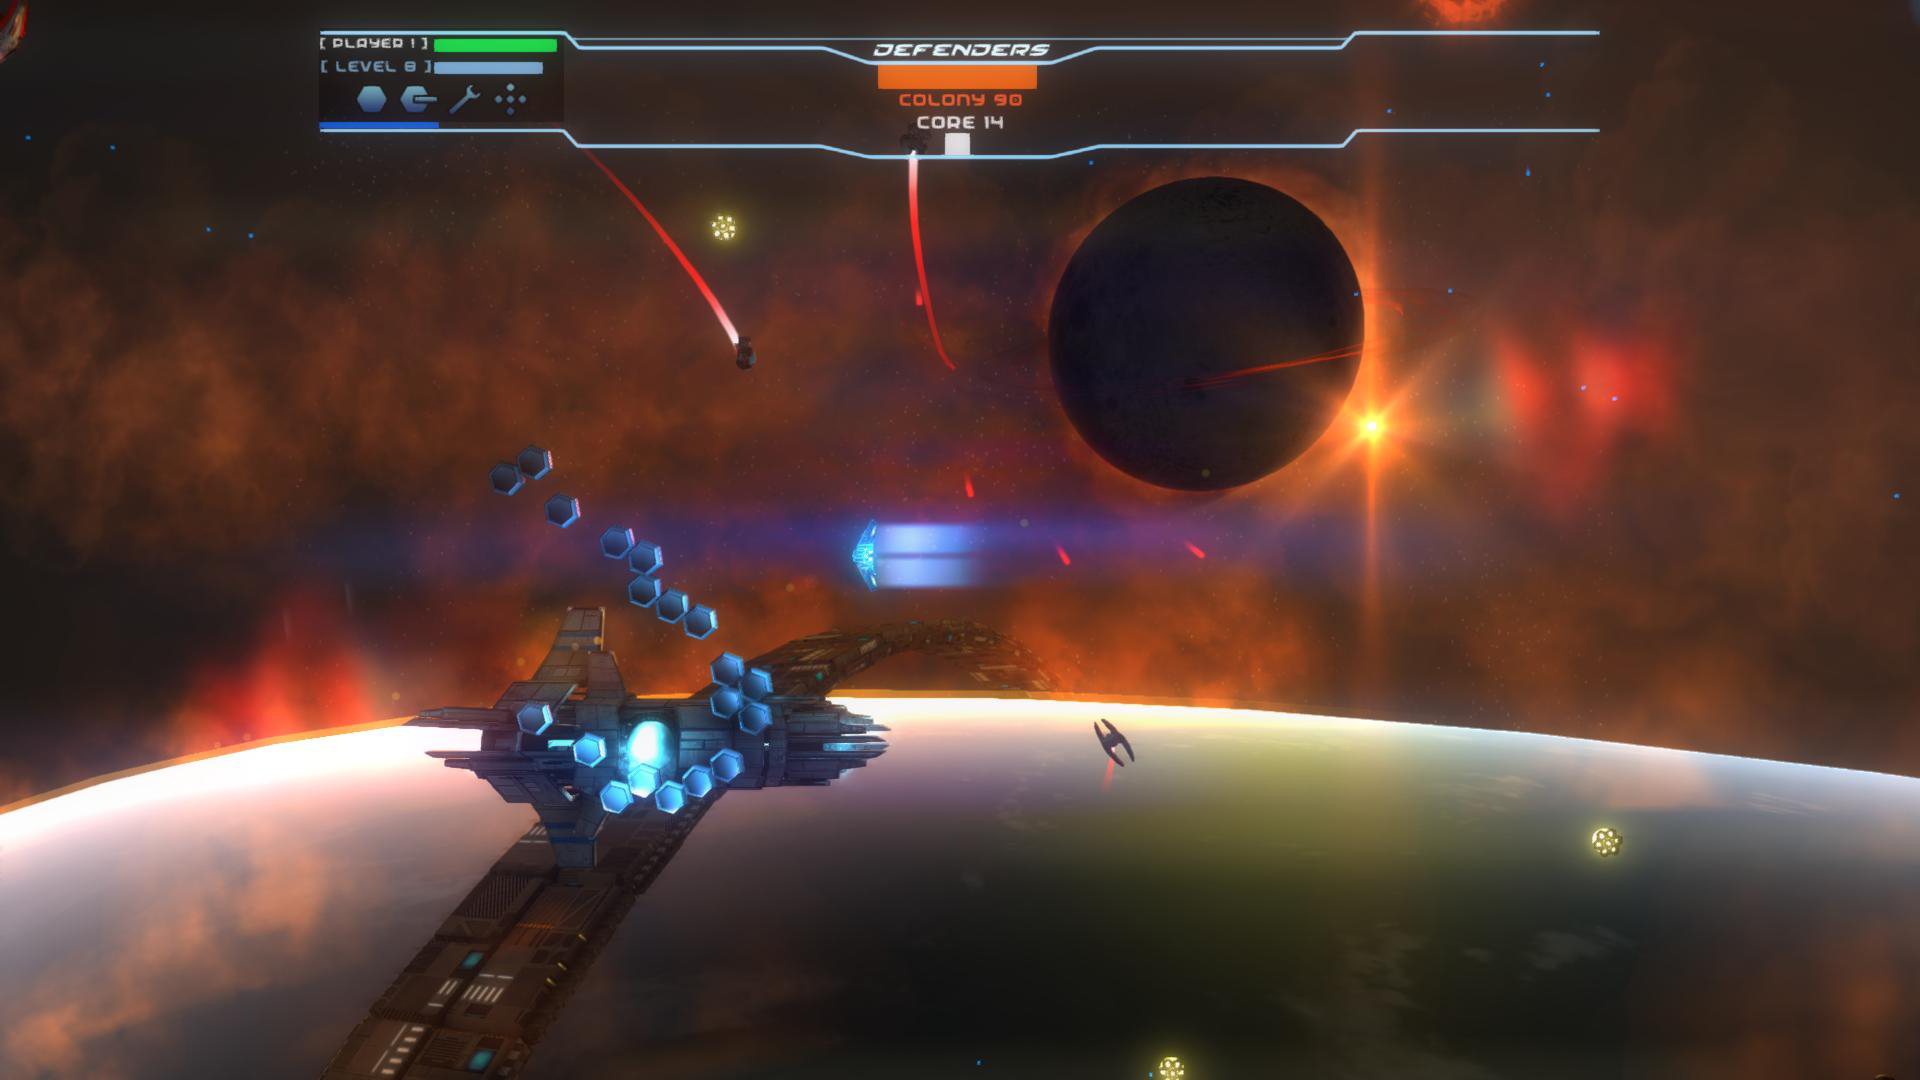 [ PLAYER 1 ]
DEFENDERS
[ LEVEL 8 ]
COLONY 90
CORE 14